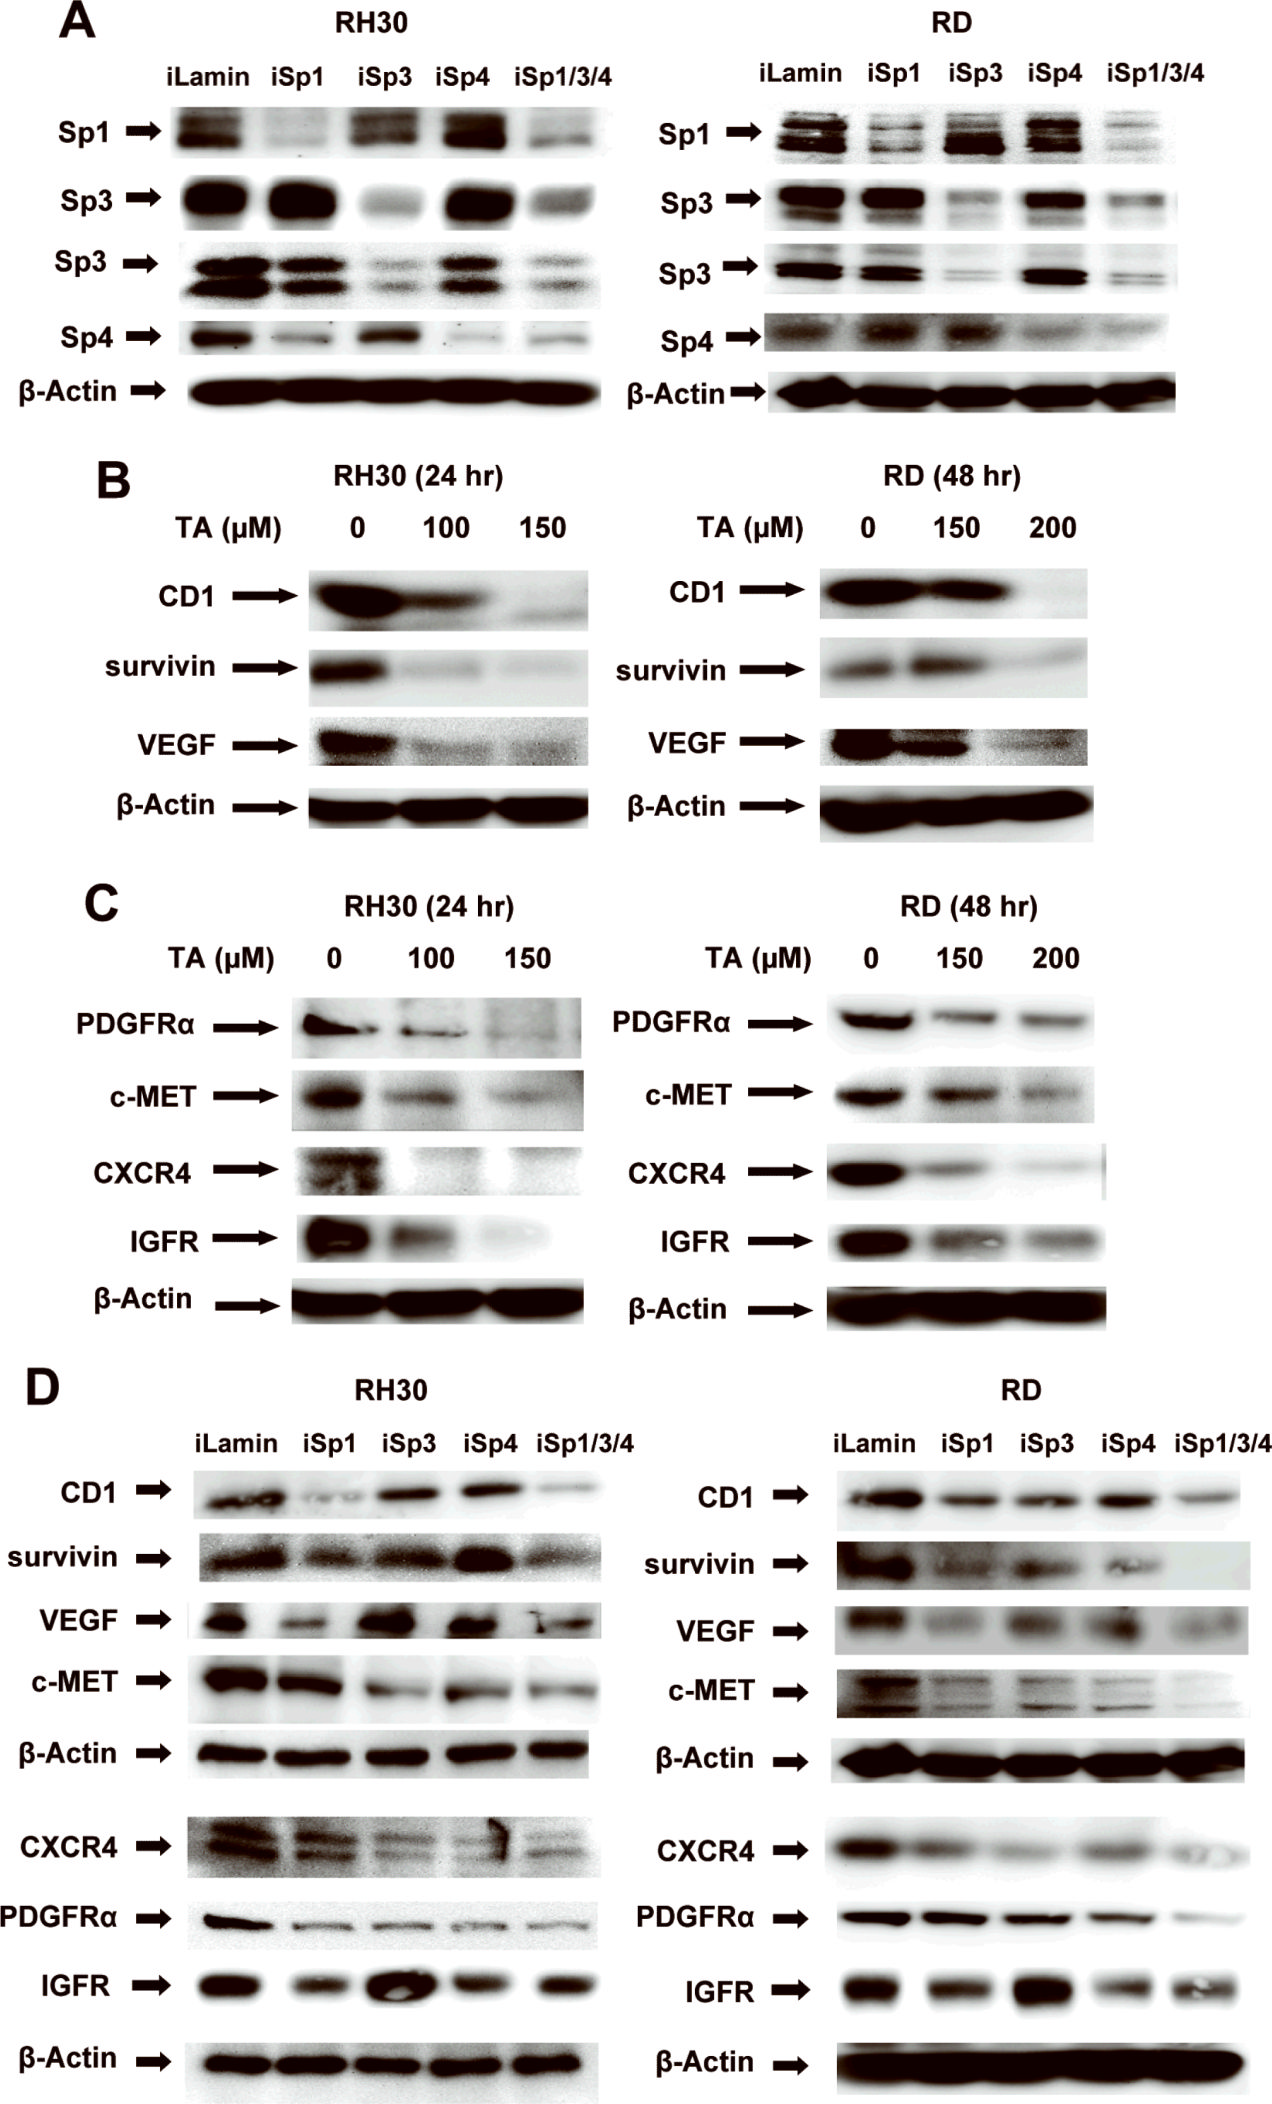 A
RH30
iLamin iSp1 iSp3 iSp4 iSp1/3/4
Sp1
Sp3
Sp3
Sp4
β-Actin
RD
iLamin iSp1 iSp3 iSp4 iSp1/3/4
Sp1
Sp3
Sp3
Sp4
β-Actin
B
RH30 (24 hr)
TA (μM) 0 100 150
CD1
survivin
VEGF
β-Actin
RD (48 hr)
TA (μM) 0 150 200
CD1
survivin
VEGF
β-Actin
C
RH30 (24 hr)
TA (μM) 0 100 150
PDGFRα
c-MET
CXCR4
IGFR
β-Actin
RD (48 hr)
TA (μM) 0 150 200
PDGFRα
c-MET
CXCR4
IGFR
β-Actin
D
RH30
iLamin iSp1 iSp3 iSp4 iSp1/3/4
CD1
survivin
VEGF
c-MET
β-Actin
CXCR4
PDGFRα
IGFR
β-Actin
RD
iLamin iSp1 iSp3 iSp4 iSp1/3/4
CD1
survivin
VEGF
c-MET
β-Actin
CXCR4
PDGFRα
IGFR
β-Actin